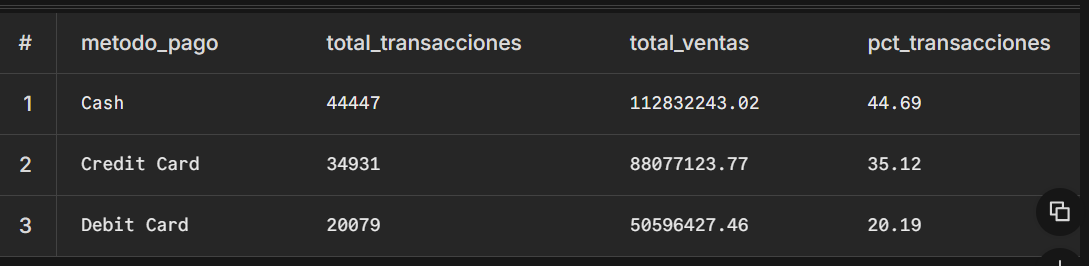 # metodo_pago total_transacciones total_ventas pct_transacciones
1 Cash 44447 112832243.02 44.69
2 Credit Card 34931 88077123.77 35.12
3 Debit Card 20079 50596427.46 20.19